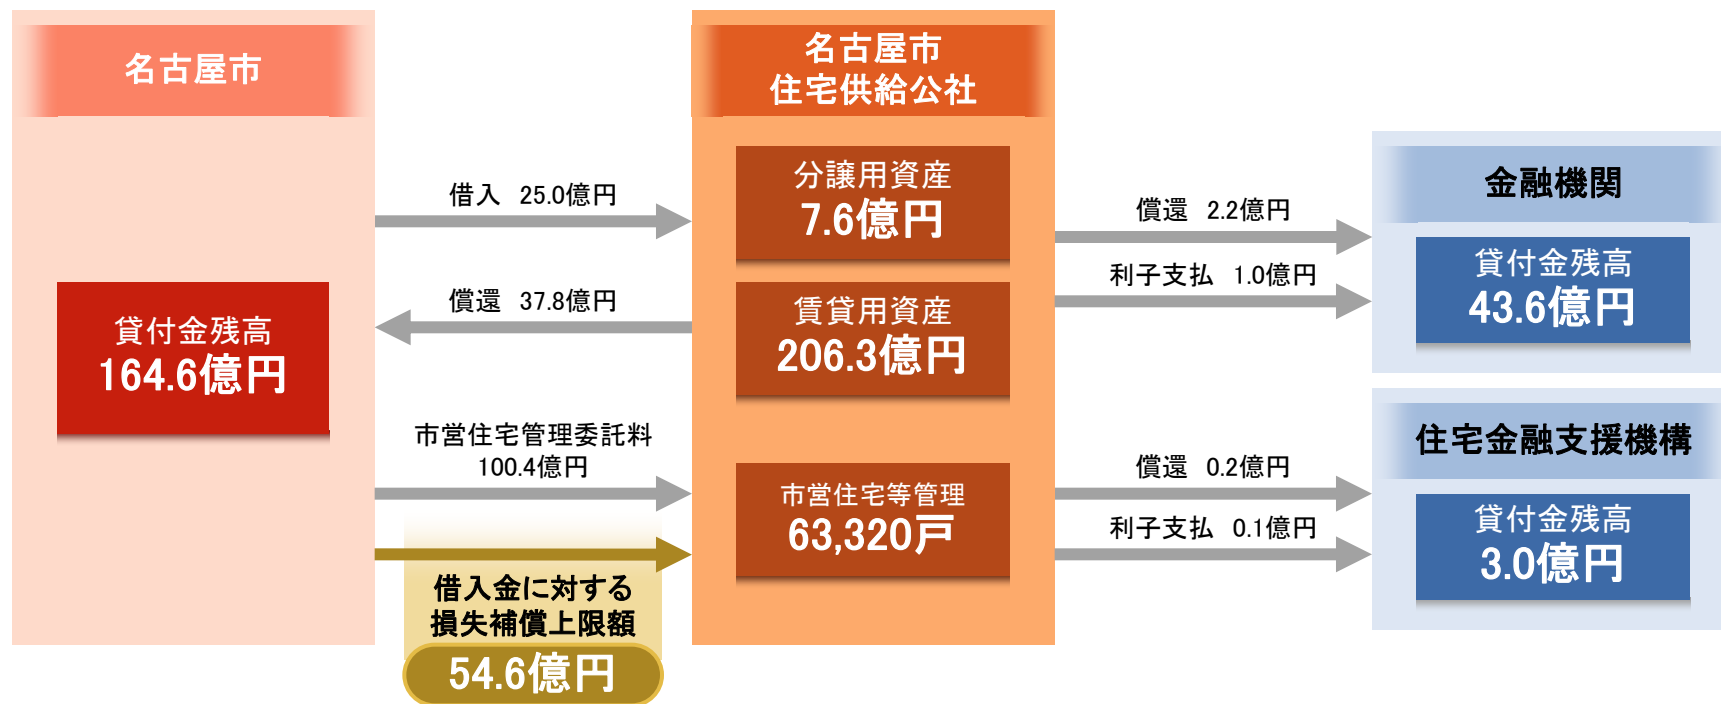 名古屋市
貸付金残高
164.6億円
借入 25.0億円
償還 37.8億円
市営住宅管理委託料
100.4億円
借入金に対する
損失補償上限額
54.6億円
名古屋市
住宅供給公社
分譲用資産
7.6億円
賃貸用資産
206.3億円
市営住宅等管理
63,320戸
償還 2.2億円
利子支払 1.0億円
償還 0.2億円
利子支払 0.1億円
金融機関
貸付金残高
43.6億円
住宅金融支援機構
貸付金残高
3.0億円